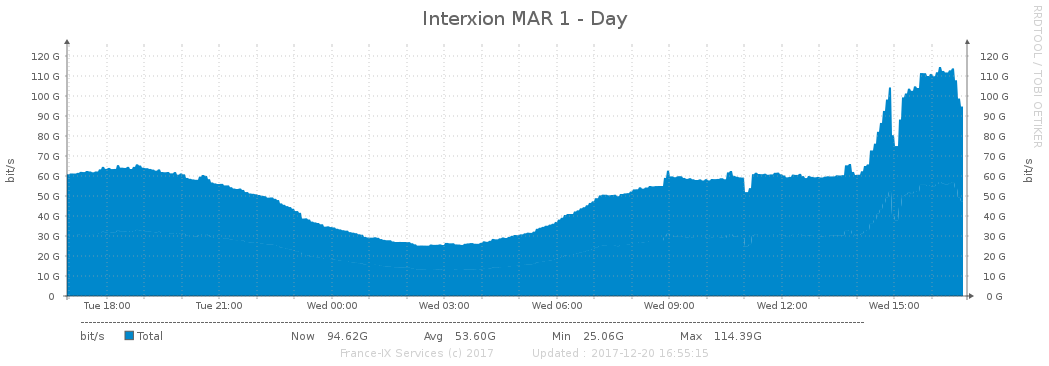 Interxion MAR 1 - Day
RRDTOOL / TOBI OETIKER
bit/s
120 G 120 G
110 G 110 G
100 G 100 G
90 G 90 G
80 G 80 G
70 G 70 G
60 G 60 G
50 G 50 G
40 G 40 G
30 G 30 G
20 G 20 G
10 G 10 G
0 0 G
bit/s
Tue 18:00 Tue 21:00 Wed 00:00 Wed 03:00 Wed 06:00 Wed 09:00 Wed 12:00 Wed 15:00
bit/s Total Now 94.62G Avg 53.60G Min 25.06G Max 114.39G
France-IX Services (c) 2017 Updated : 2017-12-20 16:55:15